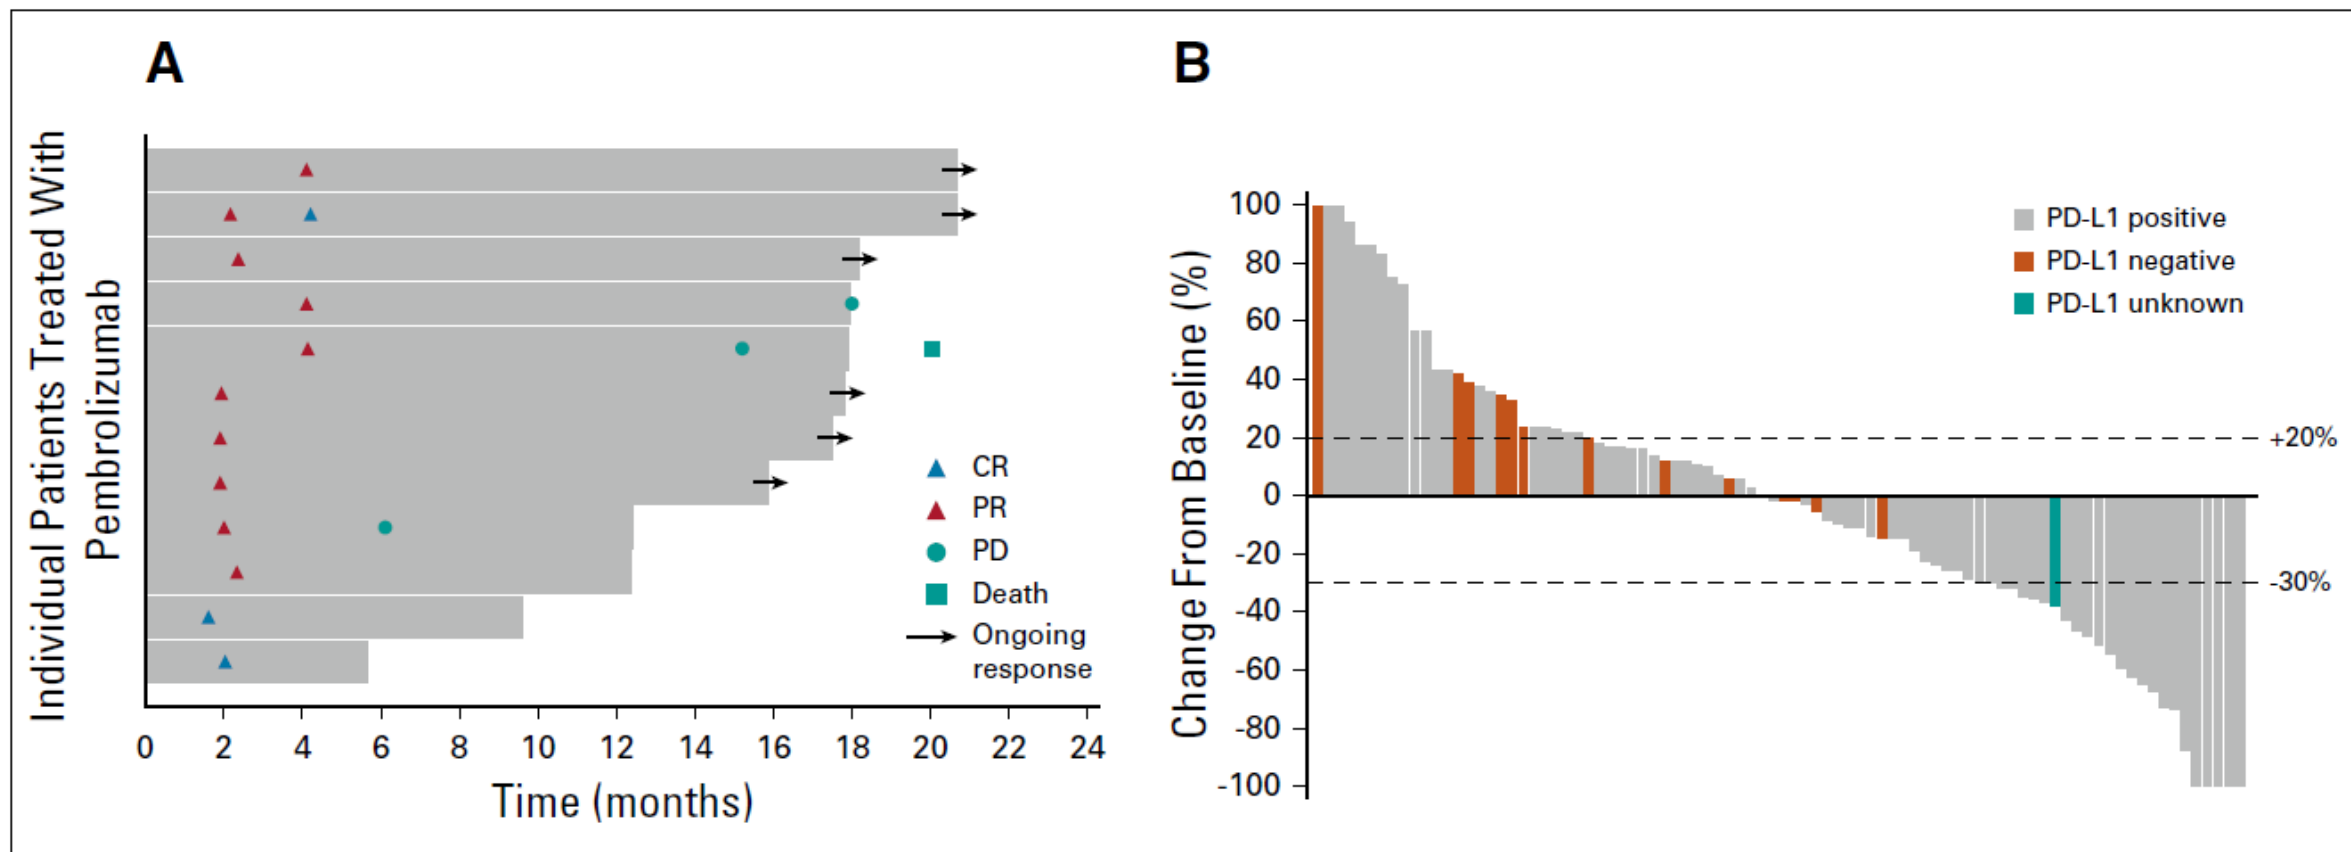 A
Individual Patients Treated With
Pembrolizumab
CR
PR
PD
Death
Ongoing
response
0 2 4 6 8 10 12 14 16 18 20 22 24
Time (months)
B
Change From Baseline (%)
100
80
60
40
20
0
-20
-40
-60
-80
-100
PD-L1 positive
PD-L1 negative
PD-L1 unknown
+20%
-30%